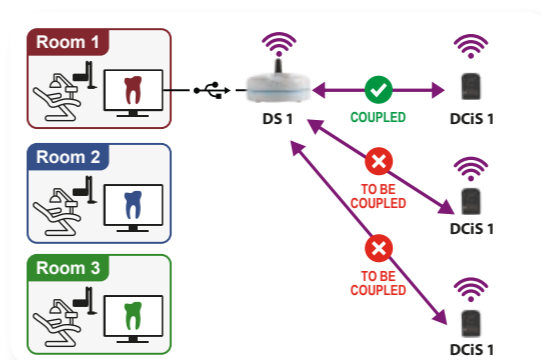 Room 1
DS 1
COUPLED
DCiS 1
Room 2
TO BE
COUPLED
DCiS 1
Room 3
TO BE
COUPLED
DCiS 1